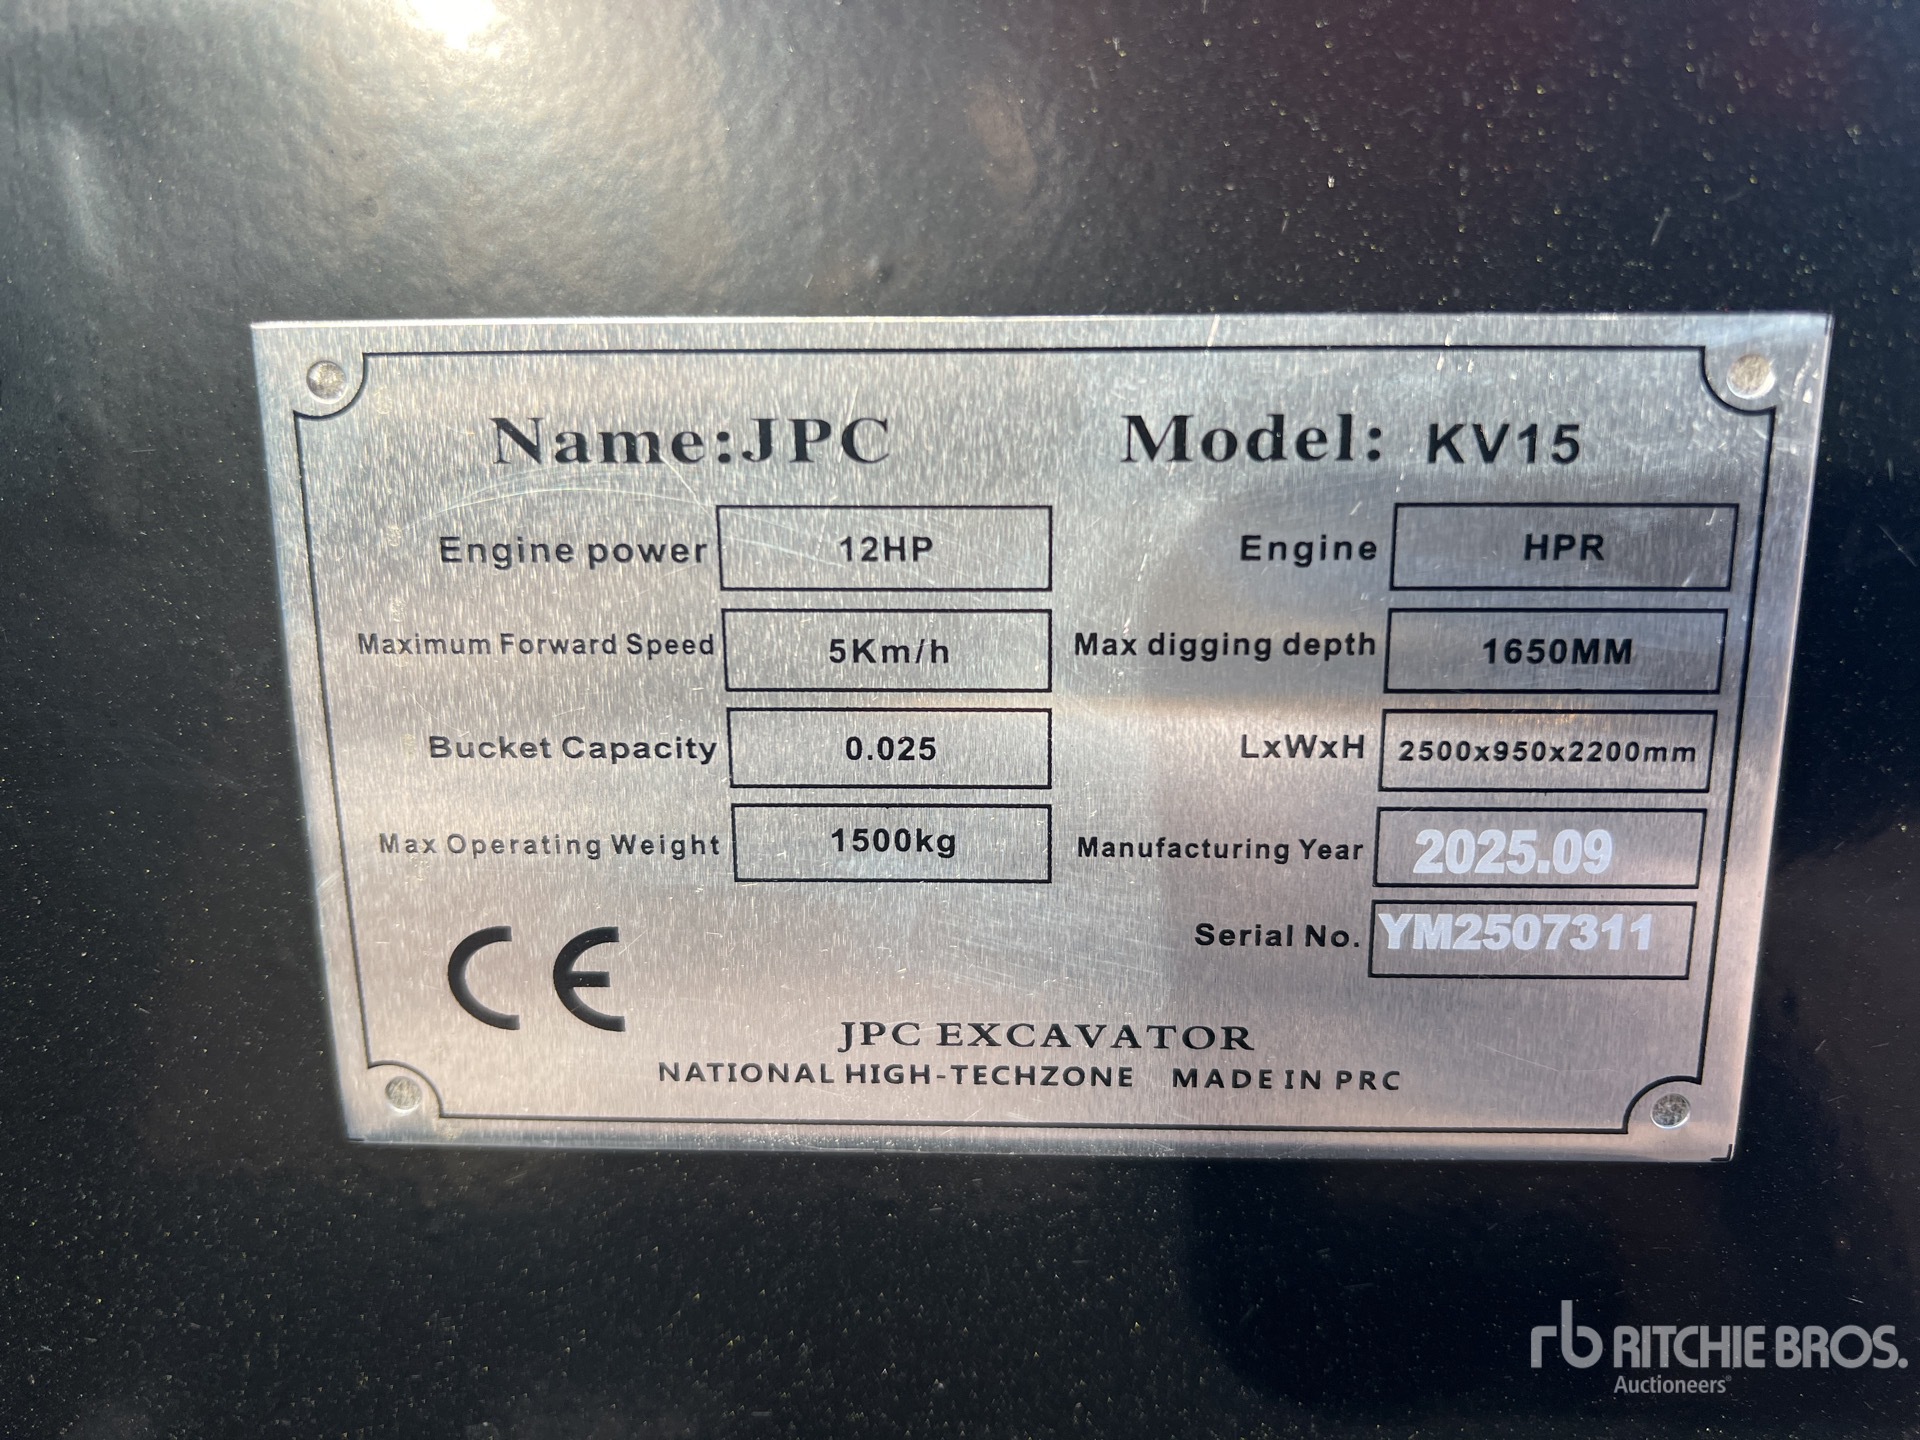 Name:JPC Model: KV15
Engine power 12HP Engine HPR
Maximum Forward Speed 5Km/h Max digging depth 1650MM
Bucket Capacity 0.025 LxWxH 2500x950x2200mm
Max Operating Weight 1500kg Manufacturing Year 2025.09
Serial No. YM2507311
CE
JPC EXCAVATOR
NATIONAL HIGH-TECHZONE MADE IN PRC
rb RITCHIE BROS.
Auctioneers